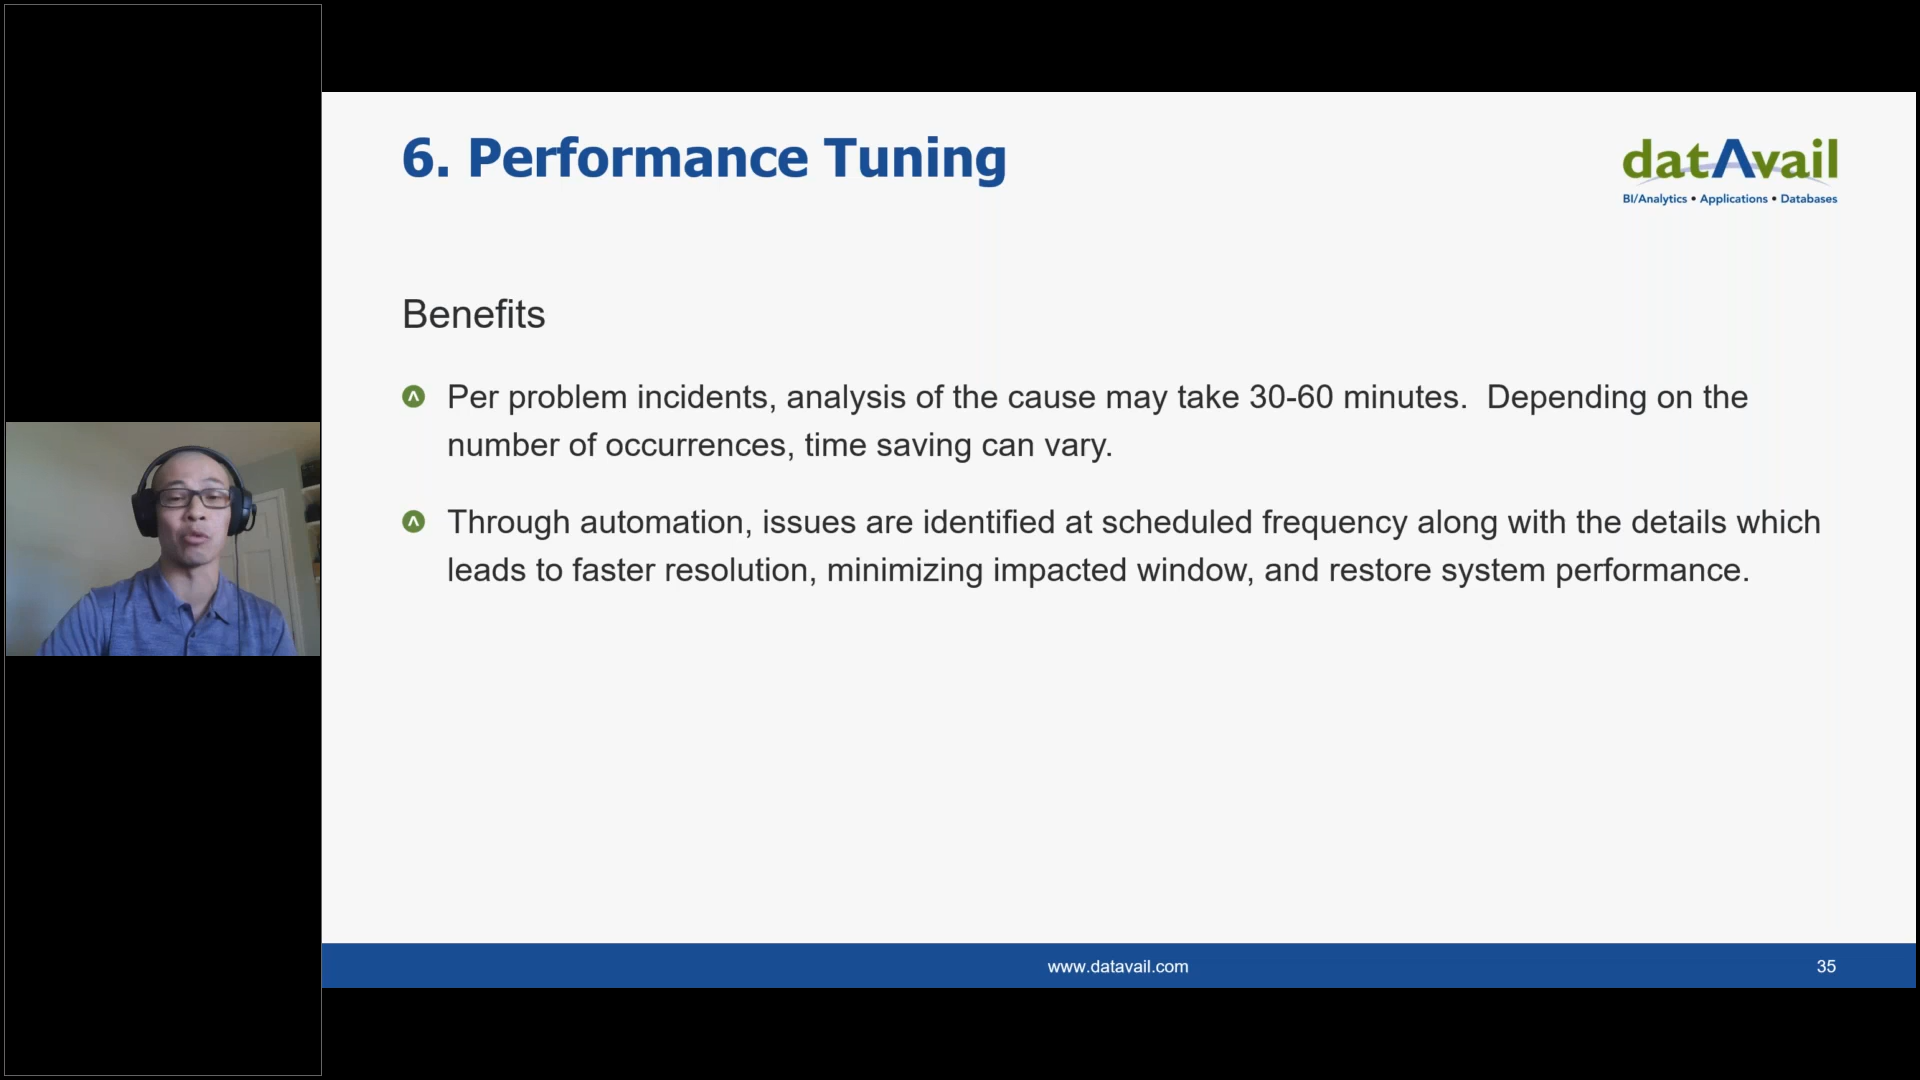 6. Performance Tuning
datAvail
BI/Analytics • Applications • Databases
Benefits
Per problem incidents, analysis of the cause may take 30-60 minutes.  Depending on the
number of occurrences, time saving can vary.
Through automation, issues are identified at scheduled frequency along with the details which
leads to faster resolution, minimizing impacted window, and restore system performance.
www.datavail.com
35